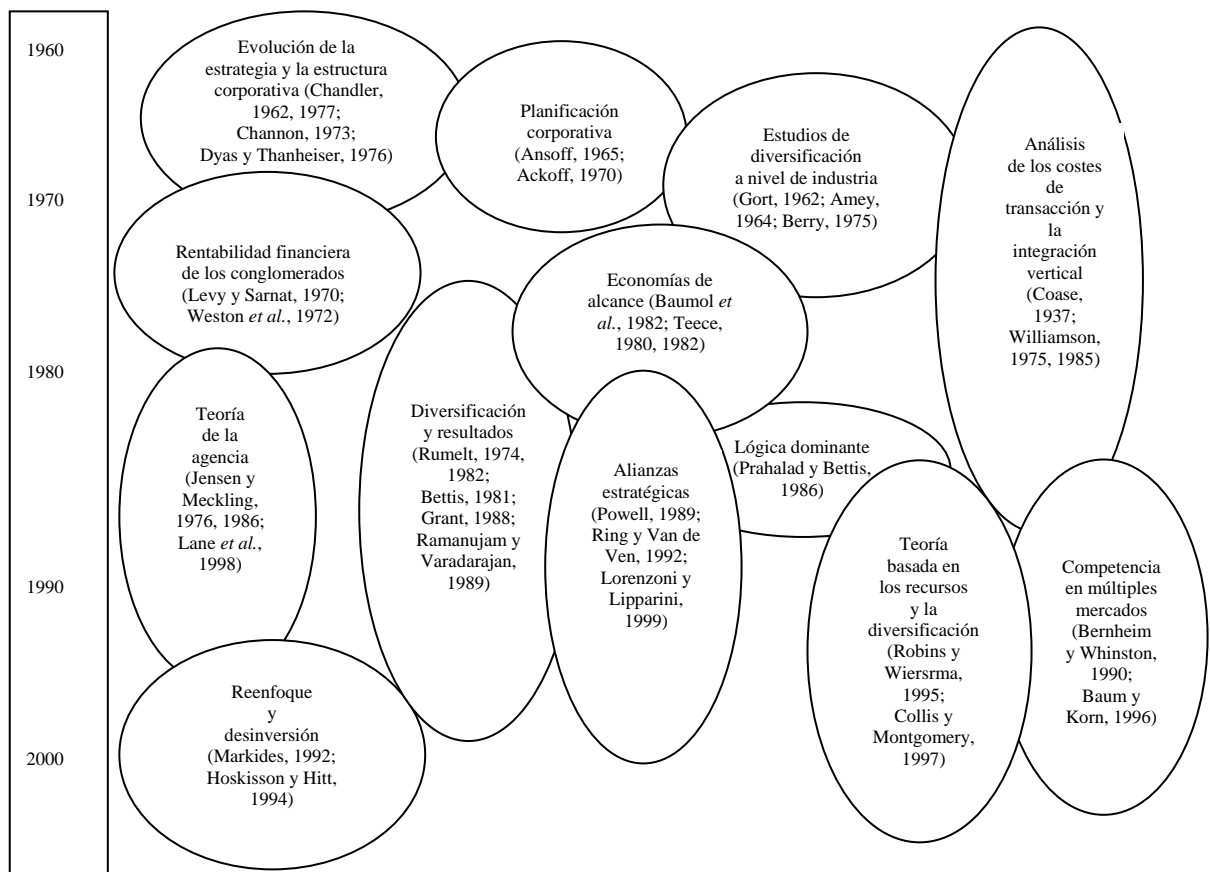 1960
1970
1980
1990
2000
Evolución de la
estrategia y la estructura
corporativa (Chandler,
1962, 1977;
Channon, 1973;
Dyas y Thanheiser, 1976)
Planificación
corporativa
(Ansoff, 1965;
Ackoff, 1970)
Estudios de
diversificación
a nivel de industria
(Gort, 1962; Amey,
1964; Berry, 1975)
Análisis
de los costes
de
transacción y
la
integración
vertical
(Coase,
1937;
Williamson,
1975, 1985)
Rentabilidad financiera
de los conglomerados
(Levy y Sarnat, 1970;
Weston et al., 1972)
Economías de
alcance (Baumol et
al., 1982; Teece,
1980, 1982)
Teoría
de la
agencia
(Jensen y
Meckling,
1976, 1986;
Lane et al.,
1998)
Diversificación
y resultados
(Rumelt, 1974,
1982;
Bettis, 1981;
Grant, 1988;
Ramanujam y
Varadarajan,
1989)
Alianzas
estratégicas
(Powell, 1989;
Ring y Van de
Ven, 1992;
Lorenzoni y
Lipparini,
1999)
Lógica dominante
(Prahalad y Bettis,
1986)
Teoría
basada en
los recursos
y la
diversificación
(Robins y
Wiersrma,
1995;
Collis y
Montgomery,
1997)
Competencia
en múltiples
mercados
(Bernheim
y Whinston,
1990;
Baum y
Korn, 1996)
Reenfoque
y
desinversión
(Markides, 1992;
Hoskisson y Hitt,
1994)